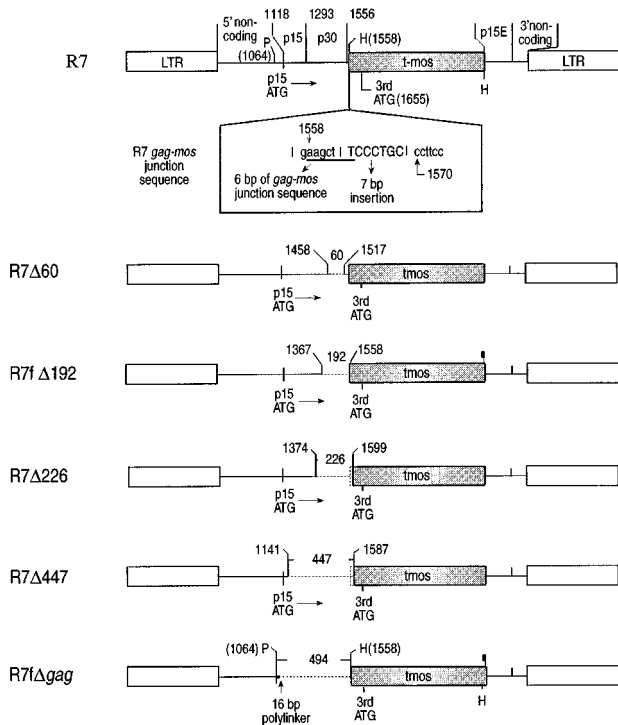 R7
5' non-coding
1118
1293
1556
P (1064)
p15
p30
H(1558)
p15E
3' non-coding
LTR
t-mos
LTR
p15 ATG
3rd ATG (1655)
H
R7 gag-mos junction sequence
1558
I gaagct I TCCCTGC I ccttcc
6 bp of gag-mos junction sequence
7 bp insertion
1570
R7Δ60
1458
60
1517
tmos
p15 ATG
3rd ATG
R7f Δ192
1367
192
1558
tmos
p15 ATG
3rd ATG
R7Δ226
1374
226
1599
tmos
p15 ATG
3rd ATG
R7Δ447
1141
447
1587
tmos
p15 ATG
3rd ATG
R7fΔgag
(1064) P
494
H(1558)
tmos
16 bp polylinker
3rd ATG
H